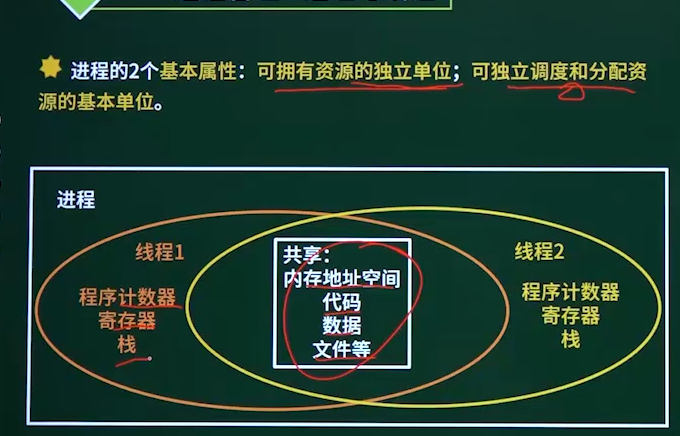 进程的2个基本属性：可拥有资源的独立单位；可独立调度和分配资
源的基本单位。
进程
线程1
程序计数器
寄存器
栈
共享：
内存地址空间
代码
数据
文件等
线程2
程序计数器
寄存器
栈